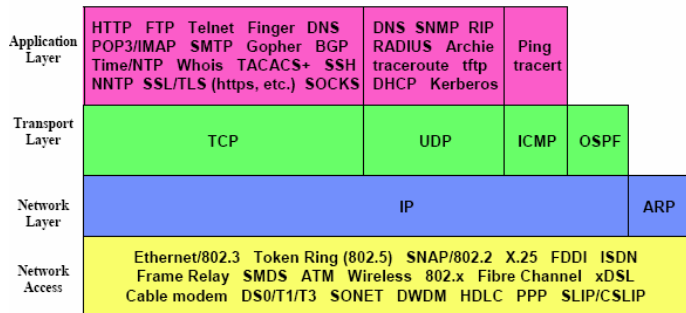 Application
Layer
HTTP FTP Telnet Finger DNS
POP3/IMAP SMTP Gopher BGP
Time/NTP Whois TACACS+ SSH
NNTP SSL/TLS (https, etc.) SOCKS
DNS SNMP RIP
RADIUS Archie
traceroute tftp
DHCP Kerberos
Ping
tracert
Transport
Layer
TCP
UDP
ICMP
OSPF
Network
Layer
IP
ARP
Network
Access
Ethernet/802.3 Token Ring (802.5) SNAP/802.2 X.25 FDDI ISDN
Frame Relay SMDS ATM Wireless 802.x Fibre Channel xDSL
Cable modem DS0/T1/T3 SONET DWDM HDLC PPP SLIP/CSLIP